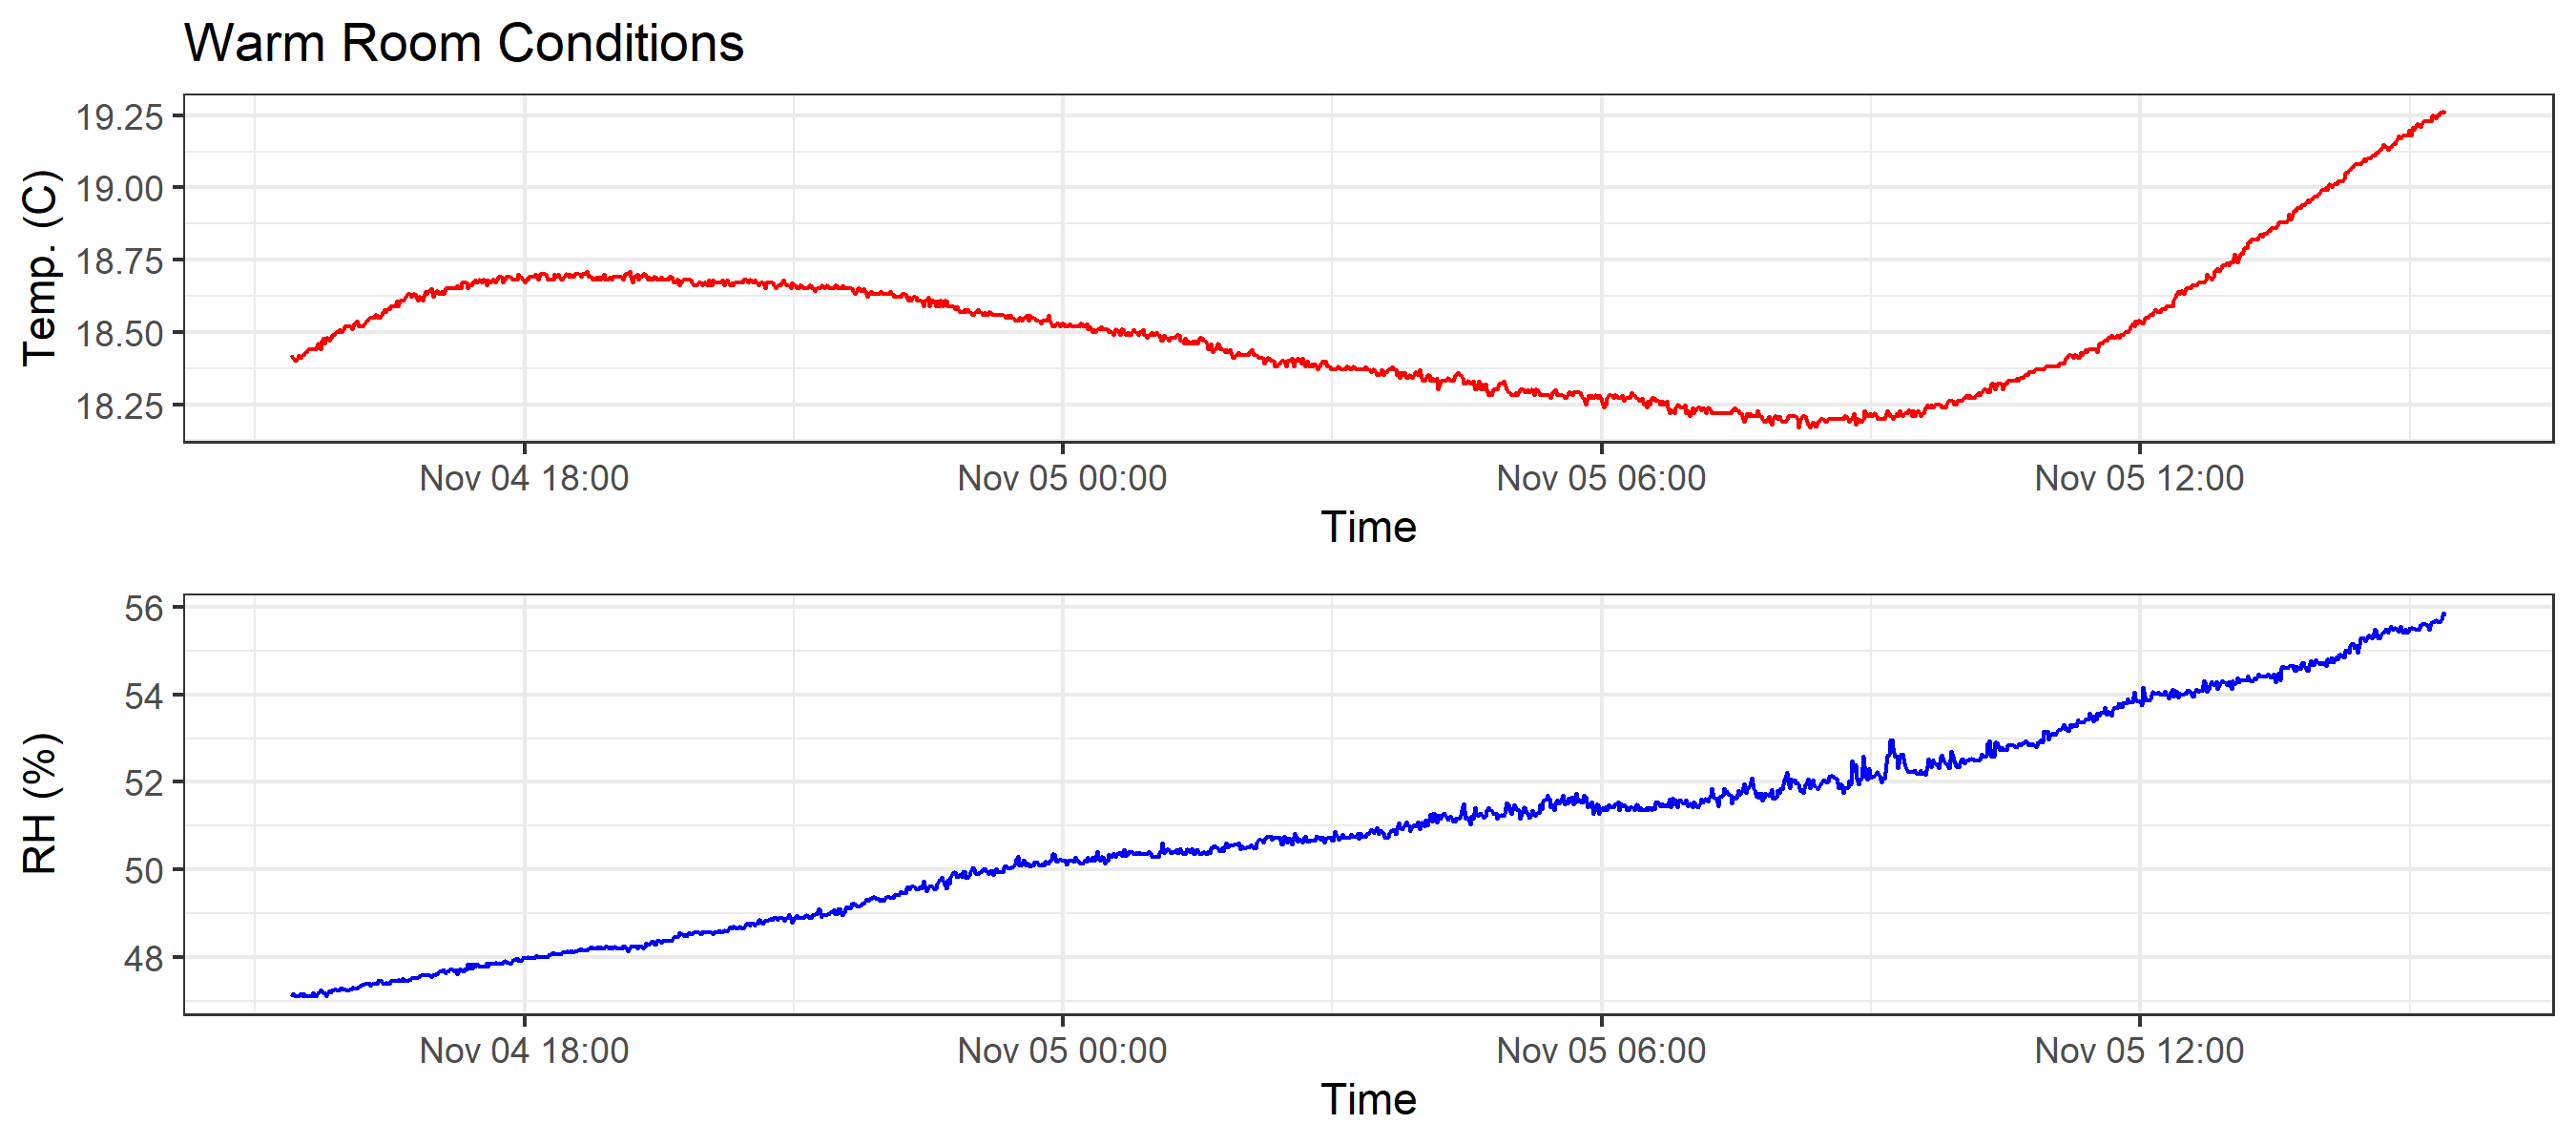 Warm Room Conditions
19.25
19.00
18.75
18.50
18.25
Temp. (C)
Nov 04 18:00 Nov 05 00:00 Nov 05 06:00 Nov 05 12:00
Time
56
54
52
50
48
RH (%)
Nov 04 18:00 Nov 05 00:00 Nov 05 06:00 Nov 05 12:00
Time